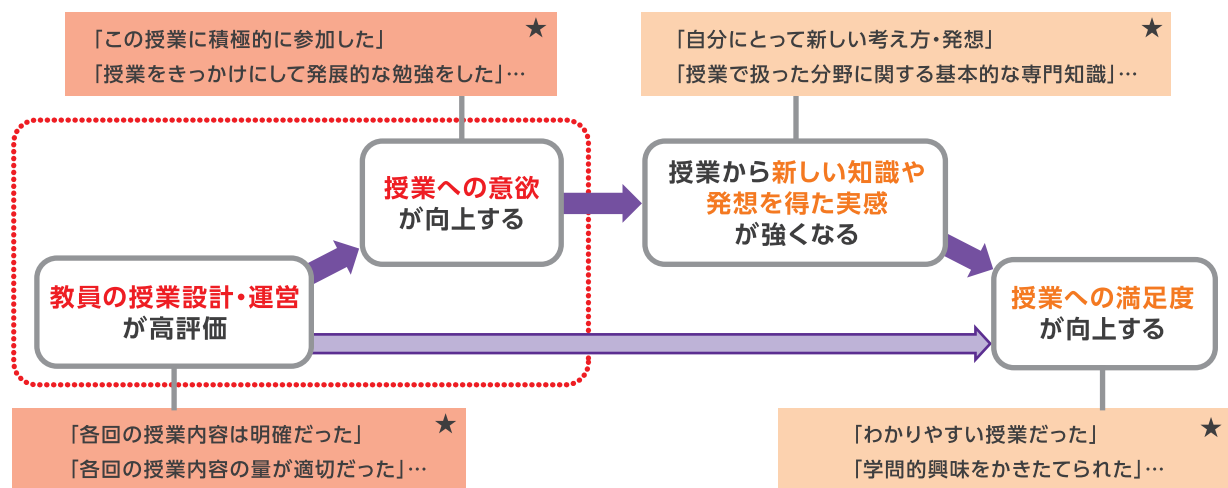 ★
「この授業に積極的に参加した」
「授業をきっかけにして発展的な勉強をした」…
★
「自分にとって新しい考え方・発想」
「授業で扱った分野に関する基本的な専門知識」…
授業への意欲
が向上する
授業から新しい知識や
発想を得た実感
が強くなる
教員の授業設計・運営
が高評価
授業への満足度
が向上する
★
「各回の授業内容は明確だった」
「各回の授業内容の量が適切だった」…
★
「わかりやすい授業だった」
「学問的興味をかきたてられた」…